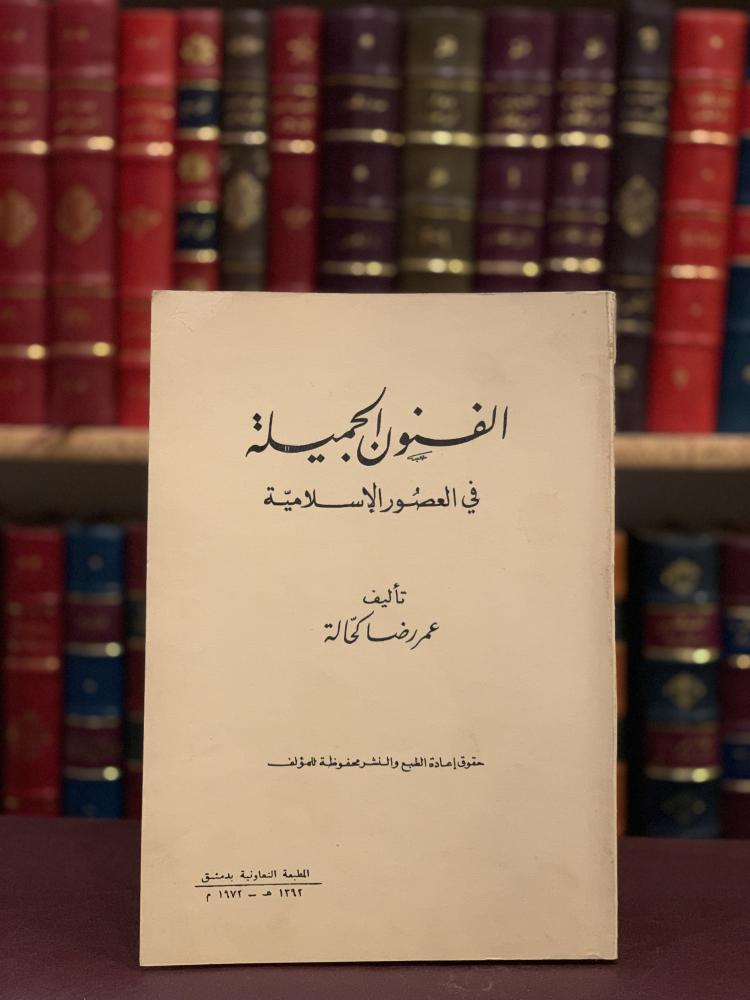 الفنون الجميلة
في العصور الإسلاميّة
تأليف
عمر رضا كحّالة
حقوق إعادة الطبع والنشر محفوظة للمؤلف
المطبعة التعاونية بدمشق
١٣٩٢ هـ – ١٩٧٢ م